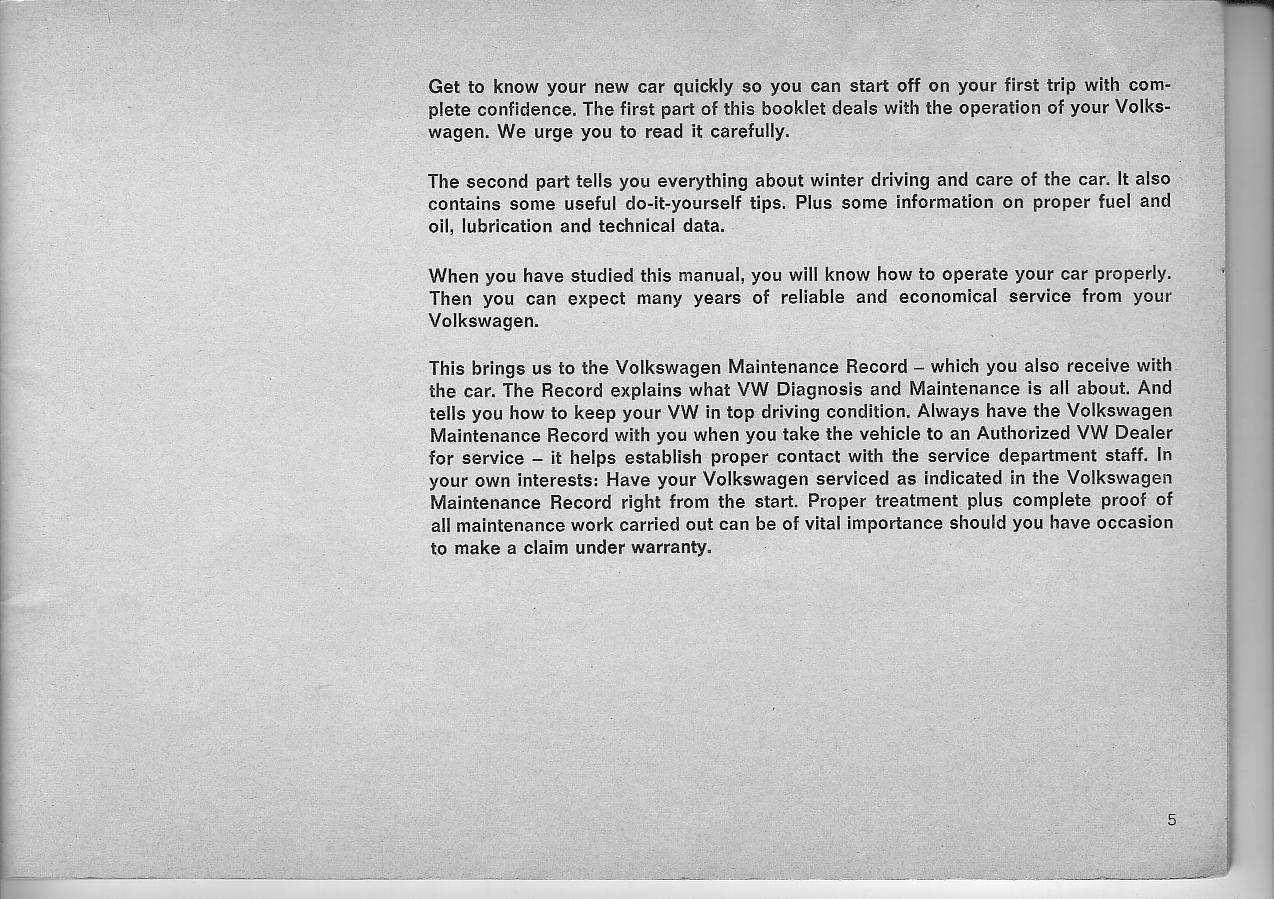 Get to know your new car quickly so you can start off on your first trip with com-
plete confidence. The first part of this booklet deals with the operation of your Volks-
wagen. We urge you to read it carefully.
The second part tells you everything about winter driving and care of the car. It also
contains some useful do-it-yourself tips. Plus some information on proper fuel and
oil, lubrication and technical data.
When you have studied this manual, you will know how to operate your car properly.
Then you can expect many years of reliable and economical service from your
Volkswagen.
This brings us to the Volkswagen Maintenance Record – which you also receive with
the car. The Record explains what VW Diagnosis and Maintenance is all about. And
tells you how to keep your VW in top driving condition. Always have the Volkswagen
Maintenance Record with you when you take the vehicle to an Authorized VW Dealer
for service – it helps establish proper contact with the service department staff. In
your own interests: Have your Volkswagen serviced as indicated in the Volkswagen
Maintenance Record right from the start. Proper treatment plus complete proof of
all maintenance work carried out can be of vital importance should you have occasion
to make a claim under warranty.
5